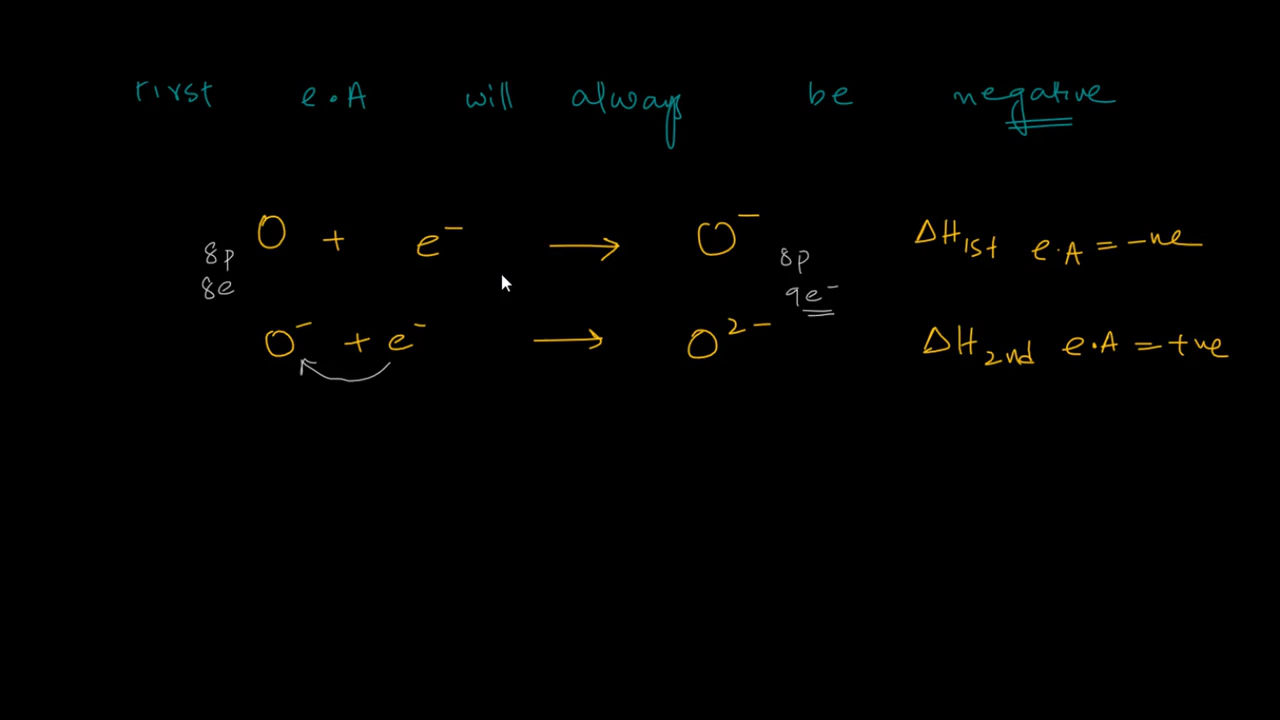 First e.A will always be negative
8p O + e⁻ → O⁻ 8p ΔH1st e.A = -ve
8e 9e⁻
O⁻ + e⁻ → O²⁻ ΔH2nd e.A = +ve